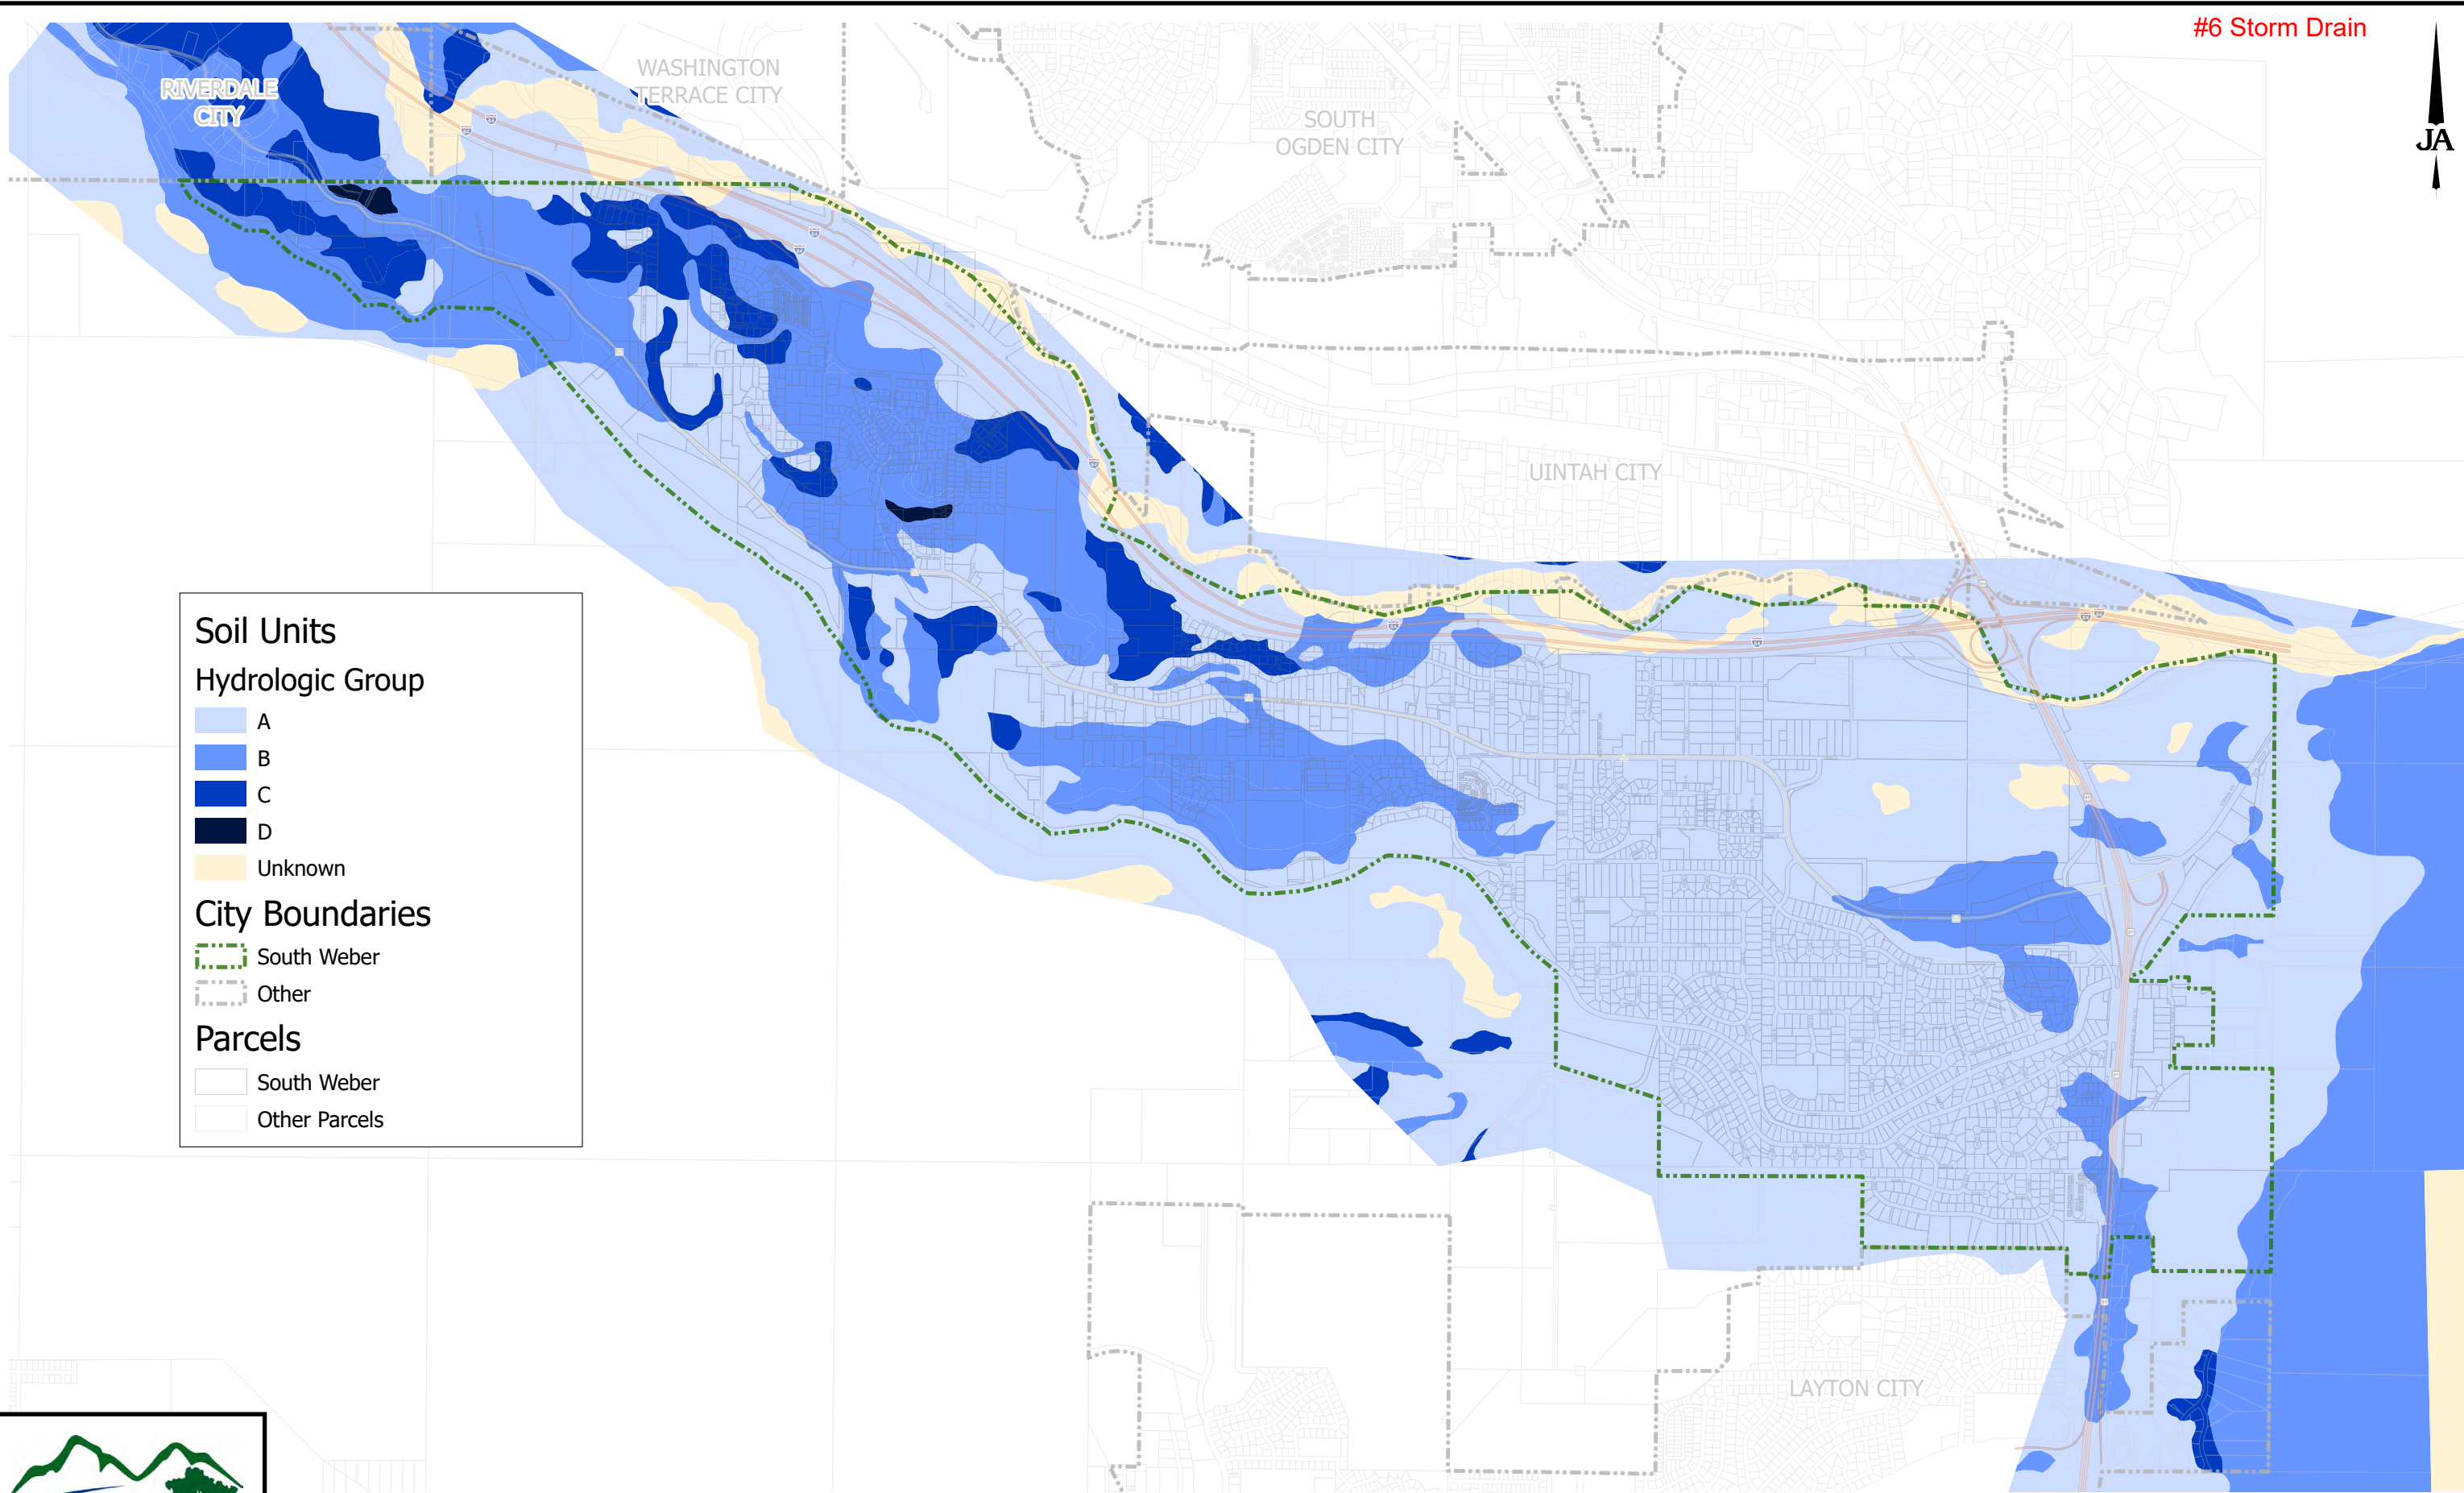 #6 Storm Drain
JA
RIVERDALE
CITY
WASHINGTON
TERRACE CITY
SOUTH
OGDEN CITY
UINTAH CITY
Soil Units
Hydrologic Group
A
B
C
D
Unknown
City Boundaries
South Weber
Other
Parcels
South Weber
Other Parcels
LAYTON CITY